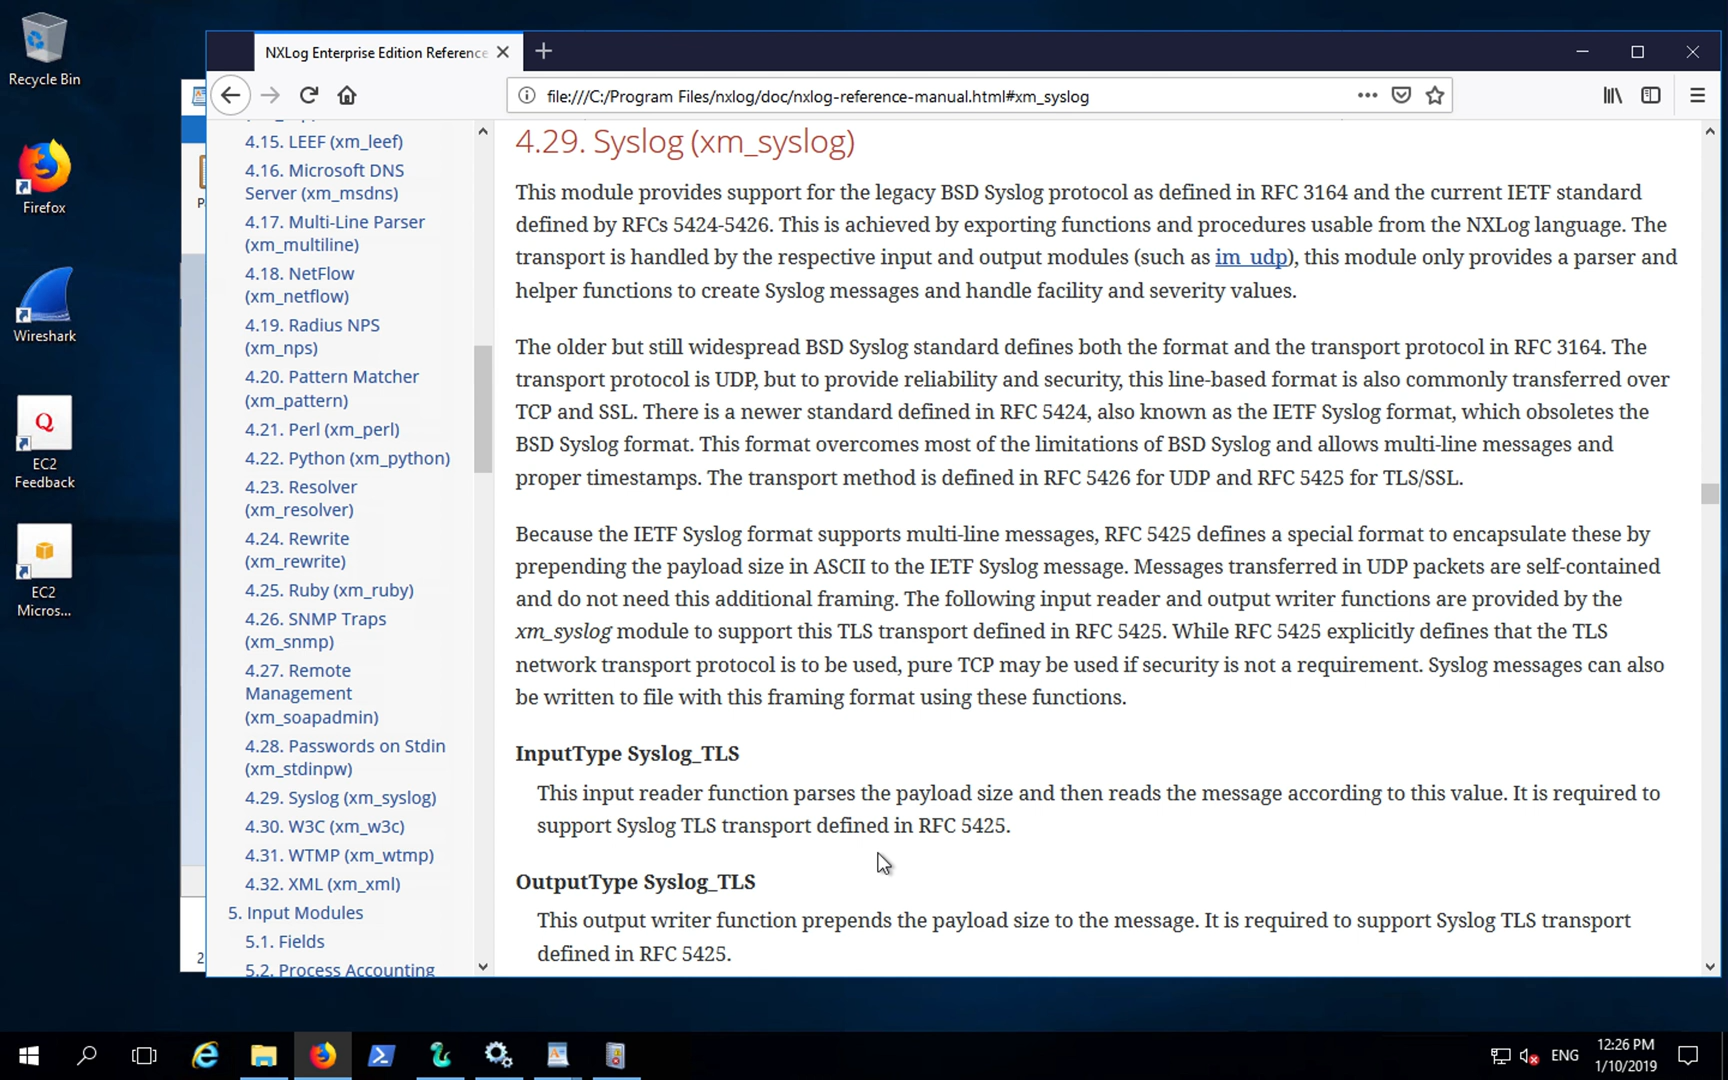 Recycle Bin
Firefox
Wireshark
EC2
Feedback
EC2
Micros...
NXLog Enterprise Edition Reference
file:///C:/Program Files/nxlog/doc/nxlog-reference-manual.html#xm_syslog
4.15. LEEF (xm_leef)
4.16. Microsoft DNS
Server (xm_msdns)
4.17. Multi-Line Parser
(xm_multiline)
4.18. NetFlow
(xm_netflow)
4.19. Radius NPS
(xm_nps)
4.20. Pattern Matcher
(xm_pattern)
4.21. Perl (xm_perl)
4.22. Python (xm_python)
4.23. Resolver
(xm_resolver)
4.24. Rewrite
(xm_rewrite)
4.25. Ruby (xm_ruby)
4.26. SNMP Traps
(xm_snmp)
4.27. Remote
Management
(xm_soapadmin)
4.28. Passwords on Stdin
(xm_stdinpw)
4.29. Syslog (xm_syslog)
4.30. W3C (xm_w3c)
4.31. WTMP (xm_wtmp)
4.32. XML (xm_xml)
5. Input Modules
5.1. Fields
5.2. Process Accounting
4.29. Syslog (xm_syslog)
This module provides support for the legacy BSD Syslog protocol as defined in RFC 3164 and the current IETF standard
defined by RFCs 5424-5426. This is achieved by exporting functions and procedures usable from the NXLog language. The
transport is handled by the respective input and output modules (such as im_udp), this module only provides a parser and
helper functions to create Syslog messages and handle facility and severity values.
The older but still widespread BSD Syslog standard defines both the format and the transport protocol in RFC 3164. The
transport protocol is UDP, but to provide reliability and security, this line-based format is also commonly transferred over
TCP and SSL. There is a newer standard defined in RFC 5424, also known as the IETF Syslog format, which obsoletes the
BSD Syslog format. This format overcomes most of the limitations of BSD Syslog and allows multi-line messages and
proper timestamps. The transport method is defined in RFC 5426 for UDP and RFC 5425 for TLS/SSL.
Because the IETF Syslog format supports multi-line messages, RFC 5425 defines a special format to encapsulate these by
prepending the payload size in ASCII to the IETF Syslog message. Messages transferred in UDP packets are self-contained
and do not need this additional framing. The following input reader and output writer functions are provided by the
xm_syslog module to support this TLS transport defined in RFC 5425. While RFC 5425 explicitly defines that the TLS
network transport protocol is to be used, pure TCP may be used if security is not a requirement. Syslog messages can also
be written to file with this framing format using these functions.
InputType Syslog_TLS
This input reader function parses the payload size and then reads the message according to this value. It is required to
support Syslog TLS transport defined in RFC 5425.
OutputType Syslog_TLS
This output writer function prepends the payload size to the message. It is required to support Syslog TLS transport
defined in RFC 5425.
ENG
12:26 PM
1/10/2019